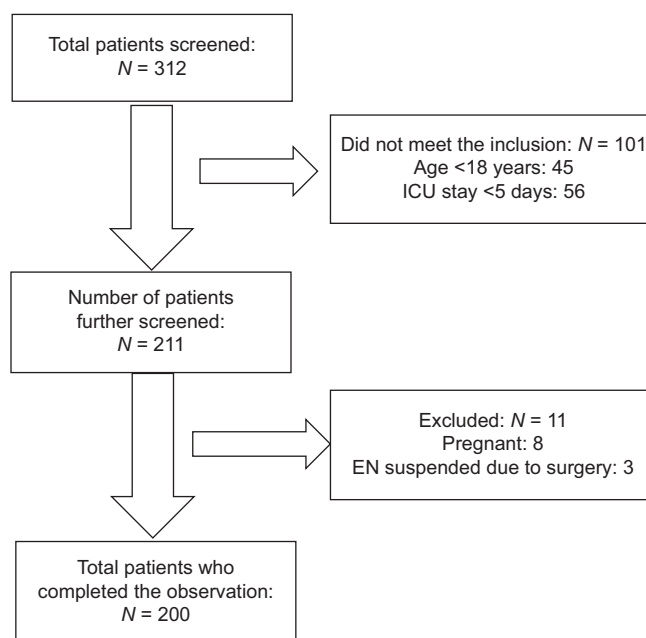 Total patients screened:
N = 312
Did not meet the inclusion: N = 101
Age <18 years: 45
ICU stay <5 days: 56
Number of patients
further screened:
N = 211
Excluded: N = 11
Pregnant: 8
EN suspended due to surgery: 3
Total patients who
completed the observation:
N = 200